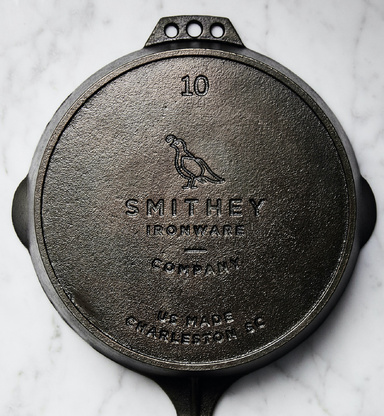 10
SMITHEY
IRONWARE
COMPANY
US MADE
CHARLESTON SC